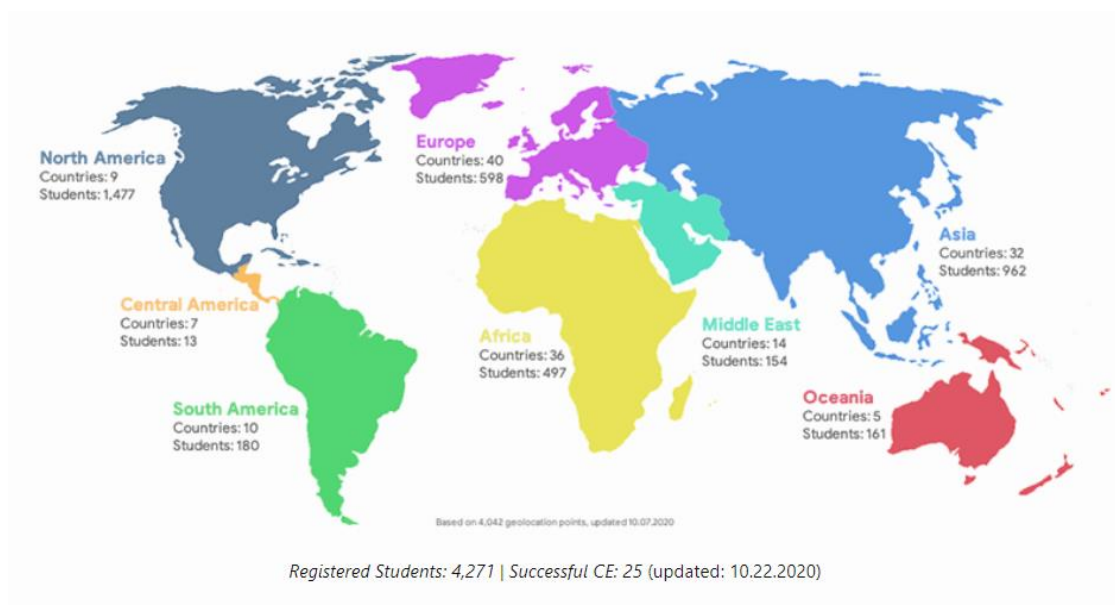 Europe
Countries: 40
Students: 598
North America
Countries: 9
Students: 1,477
Asia
Countries: 32
Students: 962
Central America
Countries: 7
Students: 13
Middle East
Countries: 14
Students: 154
Africa
Countries: 36
Students: 497
Oceania
Countries: 5
Students: 161
South America
Countries: 10
Students: 180
Based on 4,042 geolocation points, updated 10.07.2020
Registered Students: 4,271 | Successful CE: 25 (updated: 10.22.2020)